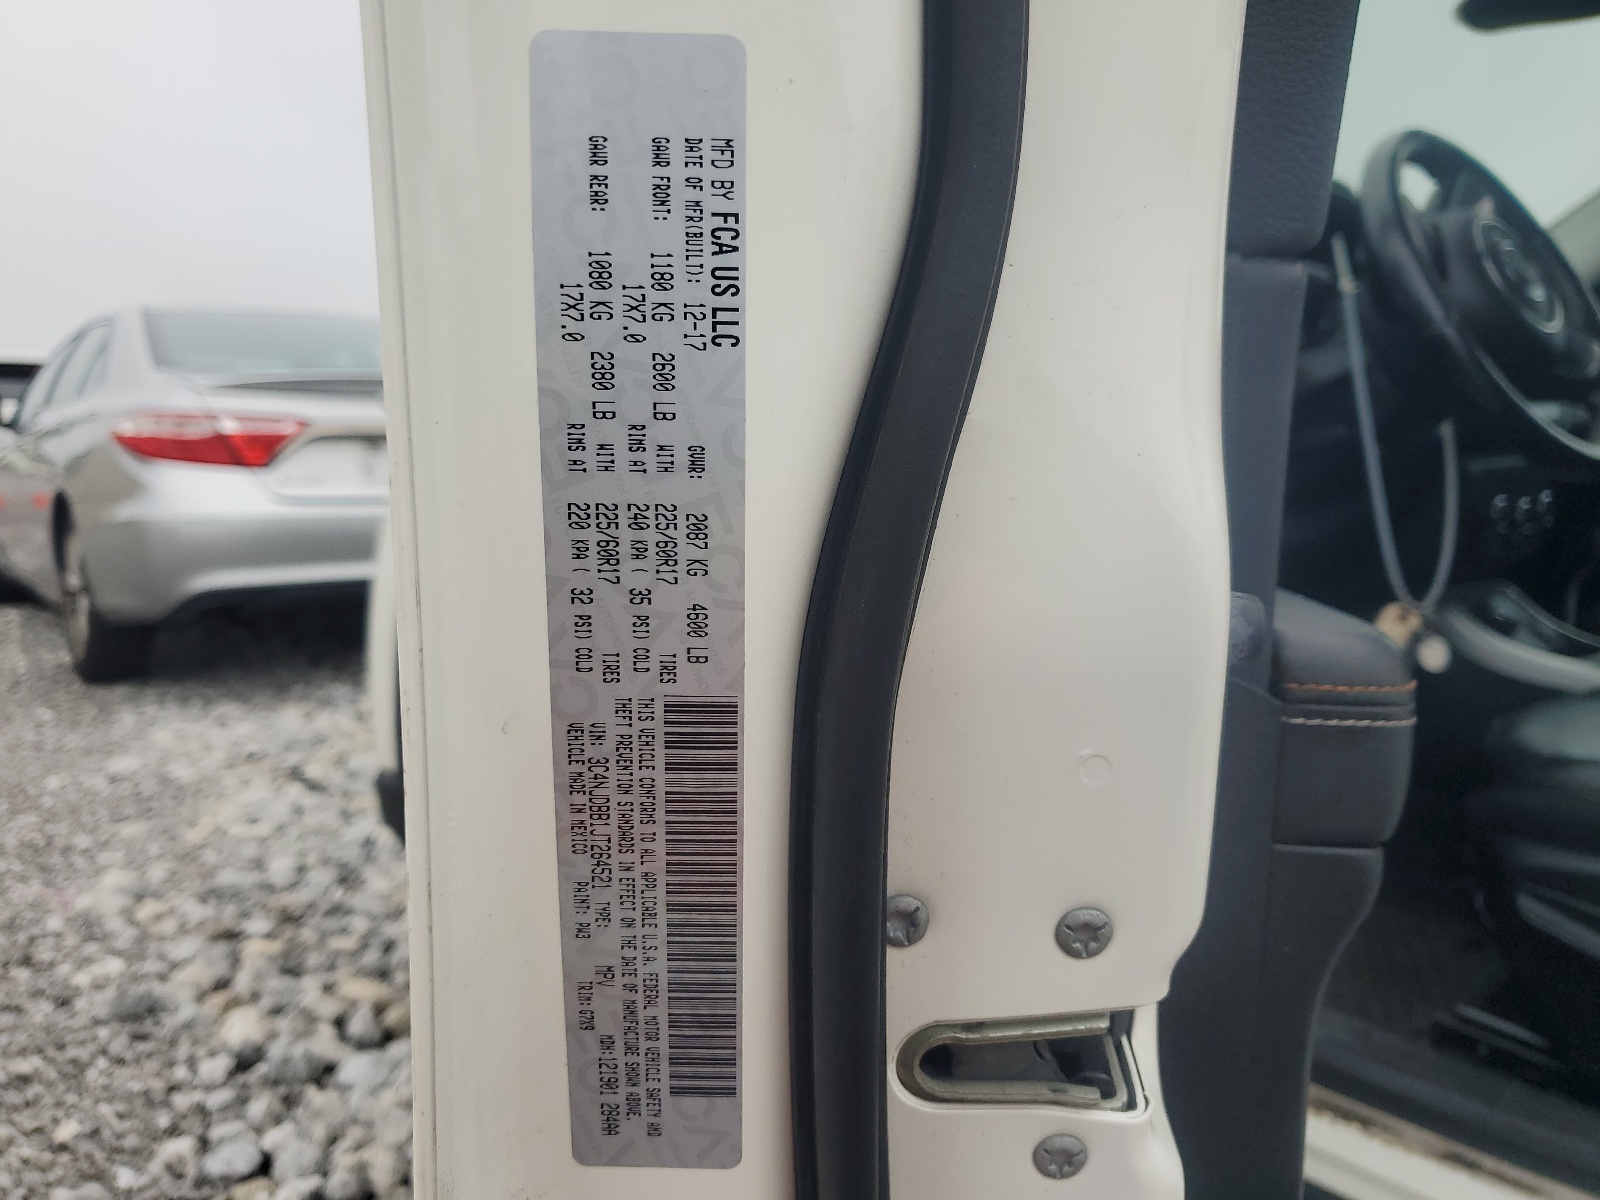 MFD BY FCA US LLC
DATE OF MFR(BUILT): 12-17 GVWR: 2087 KG 4600 LB
GAWR FRONT: 1180 KG 2600 LB WITH 225/60R17 TIRES
17X7.0 RIMS AT 240 KPA ( 35 PSI) COLD
GAWR REAR: 1080 KG 2380 LB WITH 225/60R17 TIRES
17X7.0 RIMS AT 220 KPA ( 32 PSI) COLD
THIS VEHICLE CONFORMS TO ALL APPLICABLE U.S.A. FEDERAL MOTOR VEHICLE SAFETY AND
THEFT PREVENTION STANDARDS IN EFFECT ON THE DATE OF MANUFACTURE SHOWN ABOVE.
VIN: 3C4NJDBB1JT264521 TYPE: MPV MDH:121901 284AA
VEHICLE MADE IN MEXICO PAINT: PW3 TRIM: G7X9